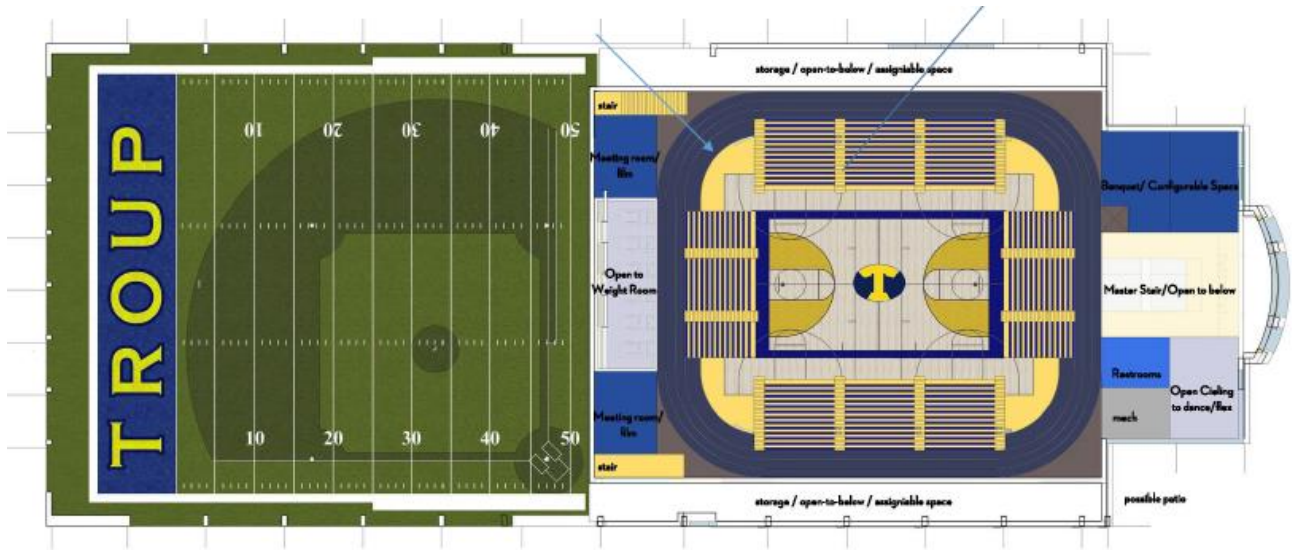 storage / open-to-below / assignable space
stair
TROUP
10 20 30 40 50
Meeting room/
film
Banquet/ Configurable Space
Open to
Weight Room
T
Master Stair/Open to below
Restrooms
Open Cieling
to dance/flex
mech
Meeting room/
film
10 20 30 40 50
stair
storage / open-to-below / assigniable space
possible patio